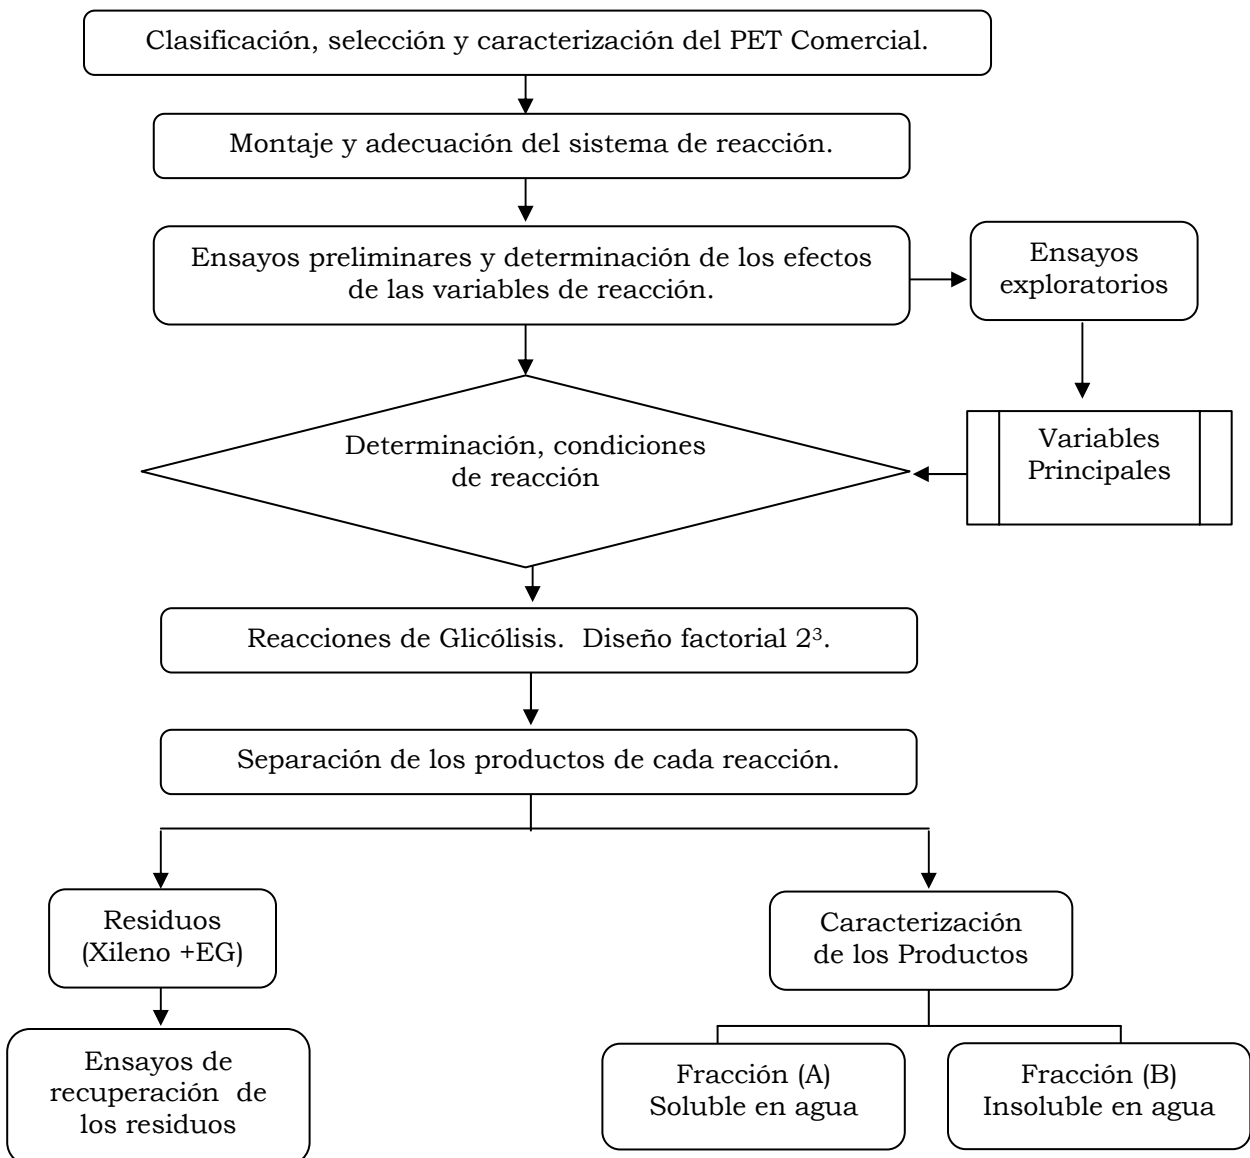 Clasificación, selección y caracterización del PET Comercial.
Montaje y adecuación del sistema de reacción.
Ensayos preliminares y determinación de los efectos
de las variables de reacción.
Ensayos
exploratorios
Determinación, condiciones
de reacción
Variables
Principales
Reacciones de Glicólisis.  Diseño factorial 2³.
Separación de los productos de cada reacción.
Residuos
(Xileno +EG)
Caracterización
de los Productos
Ensayos de
recuperación  de
los residuos
Fracción (A)
Soluble en agua
Fracción (B)
Insoluble en agua